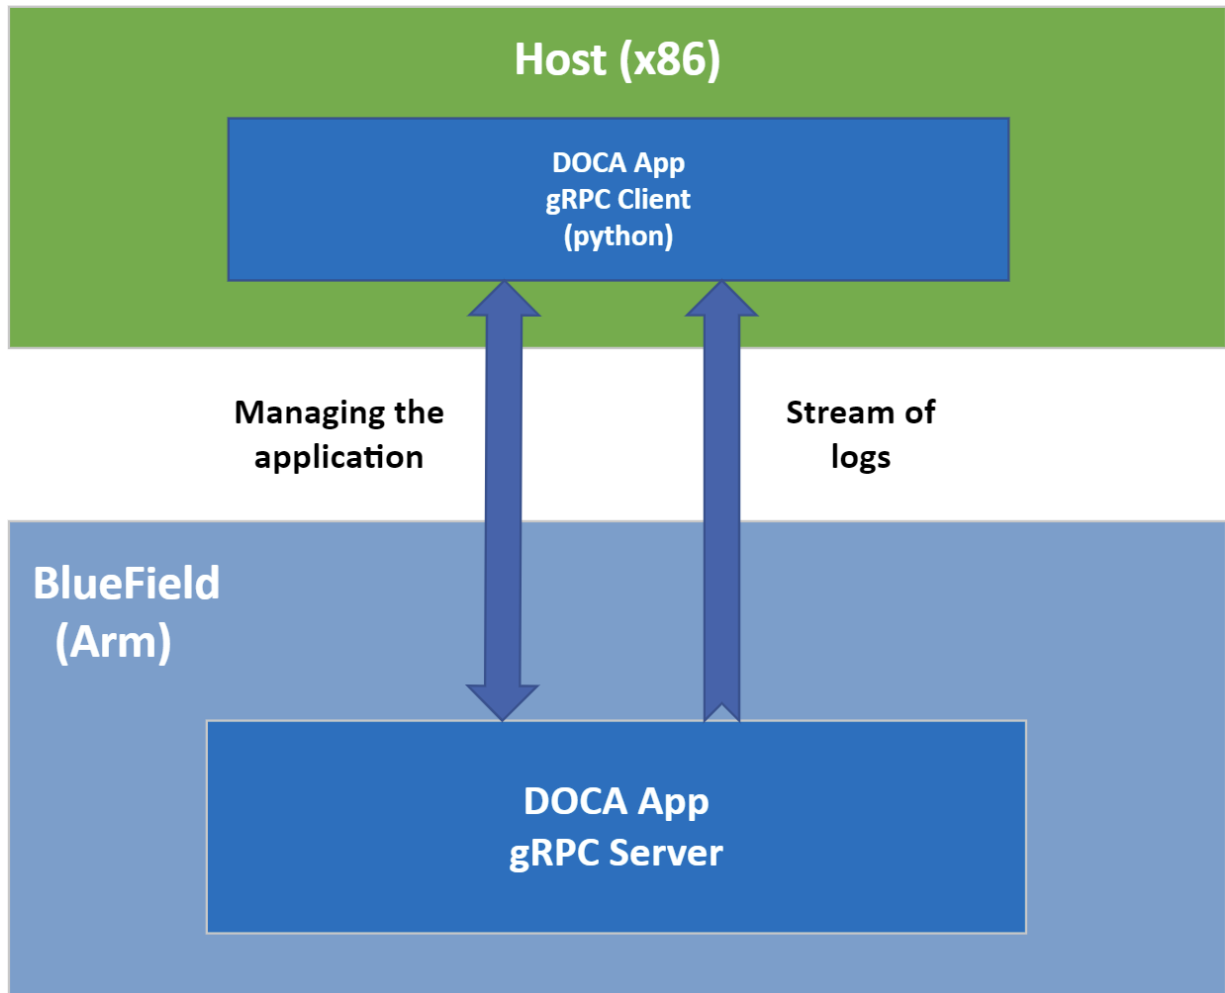 Host (x86)
DOCA App
gRPC Client
(python)
Managing the
application
Stream of
logs
BlueField
(Arm)
DOCA App
gRPC Server